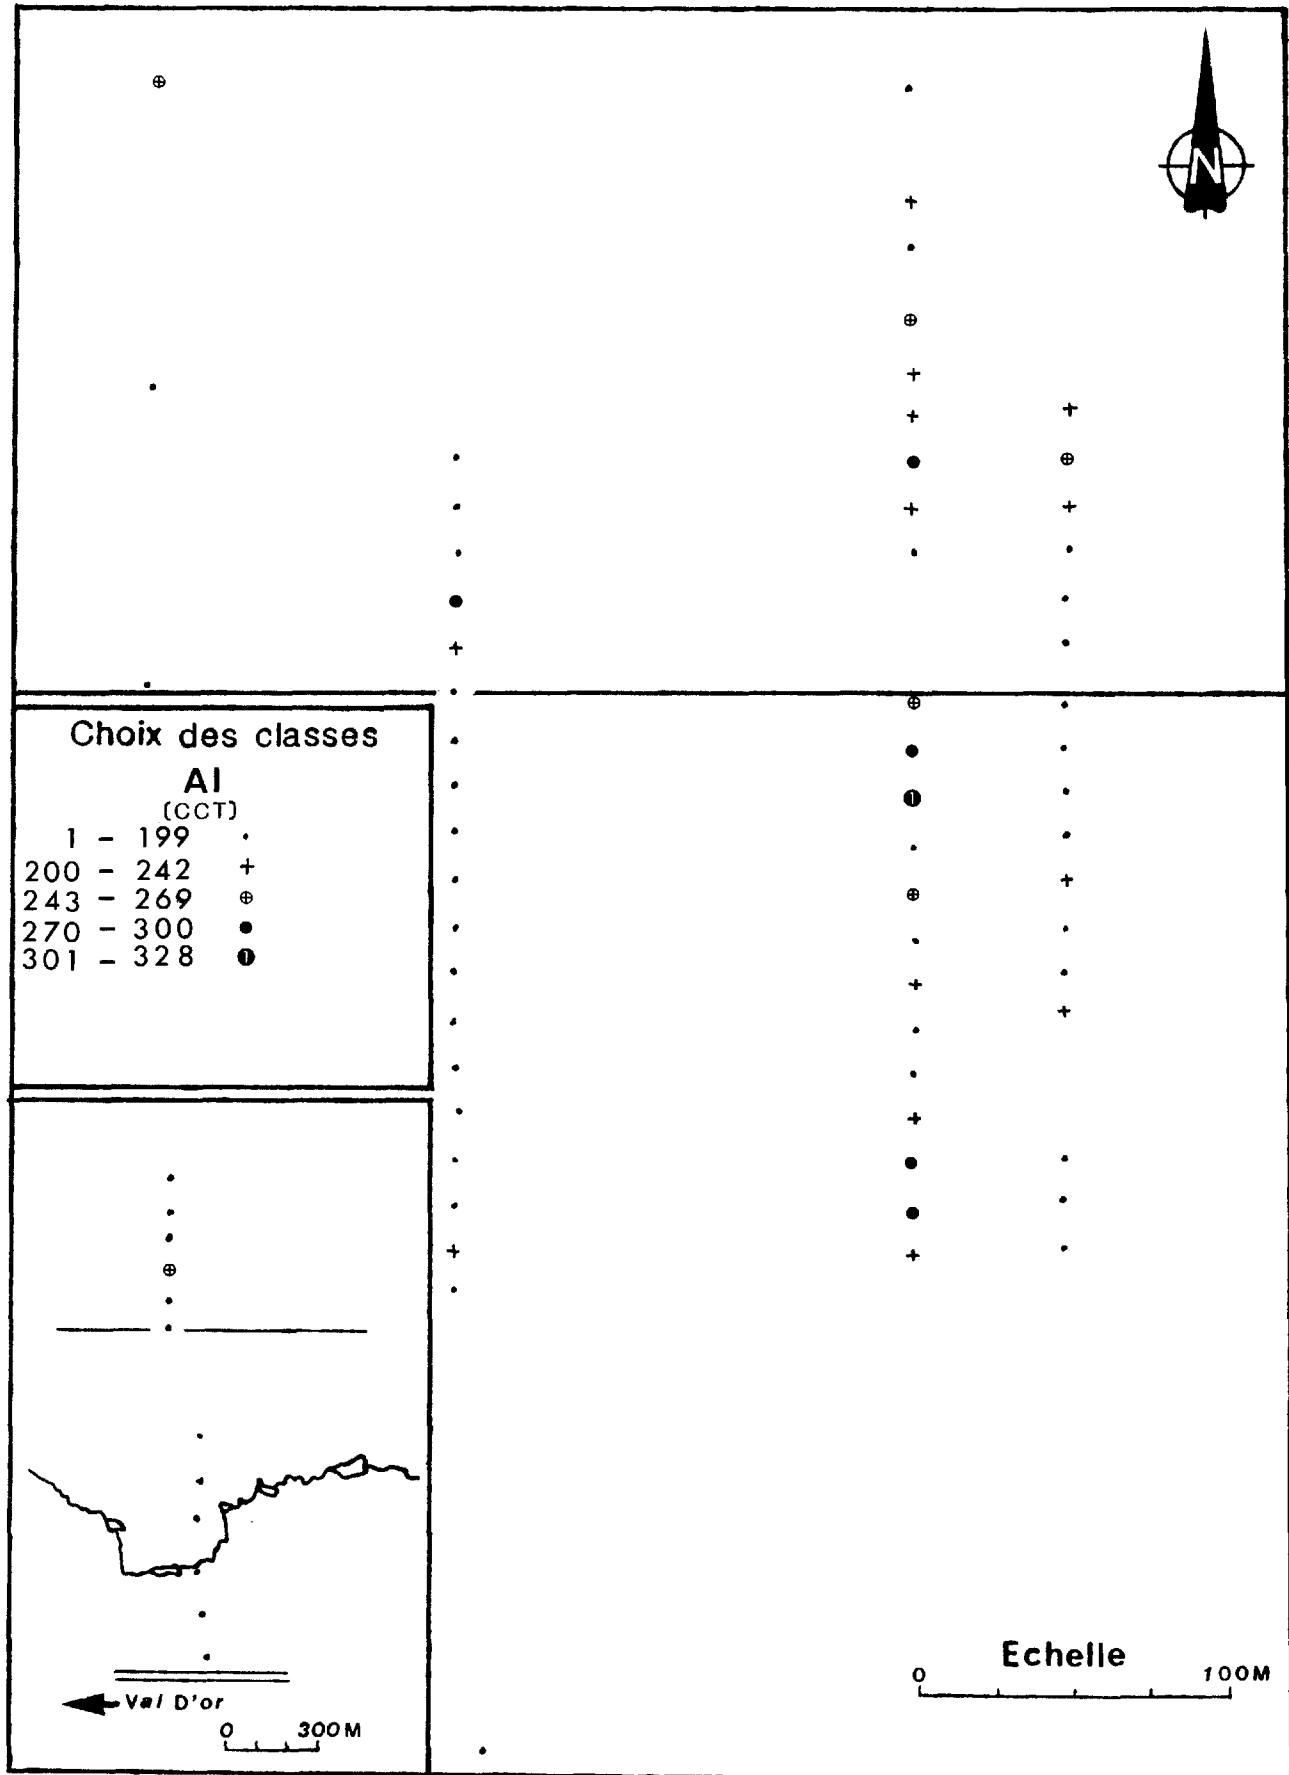 N
Choix des classes
Al
(CCT)
1 - 199
200 - 242
243 - 269
270 - 300
301 - 328
Val D'or
0 300M
Echelle
0 100M